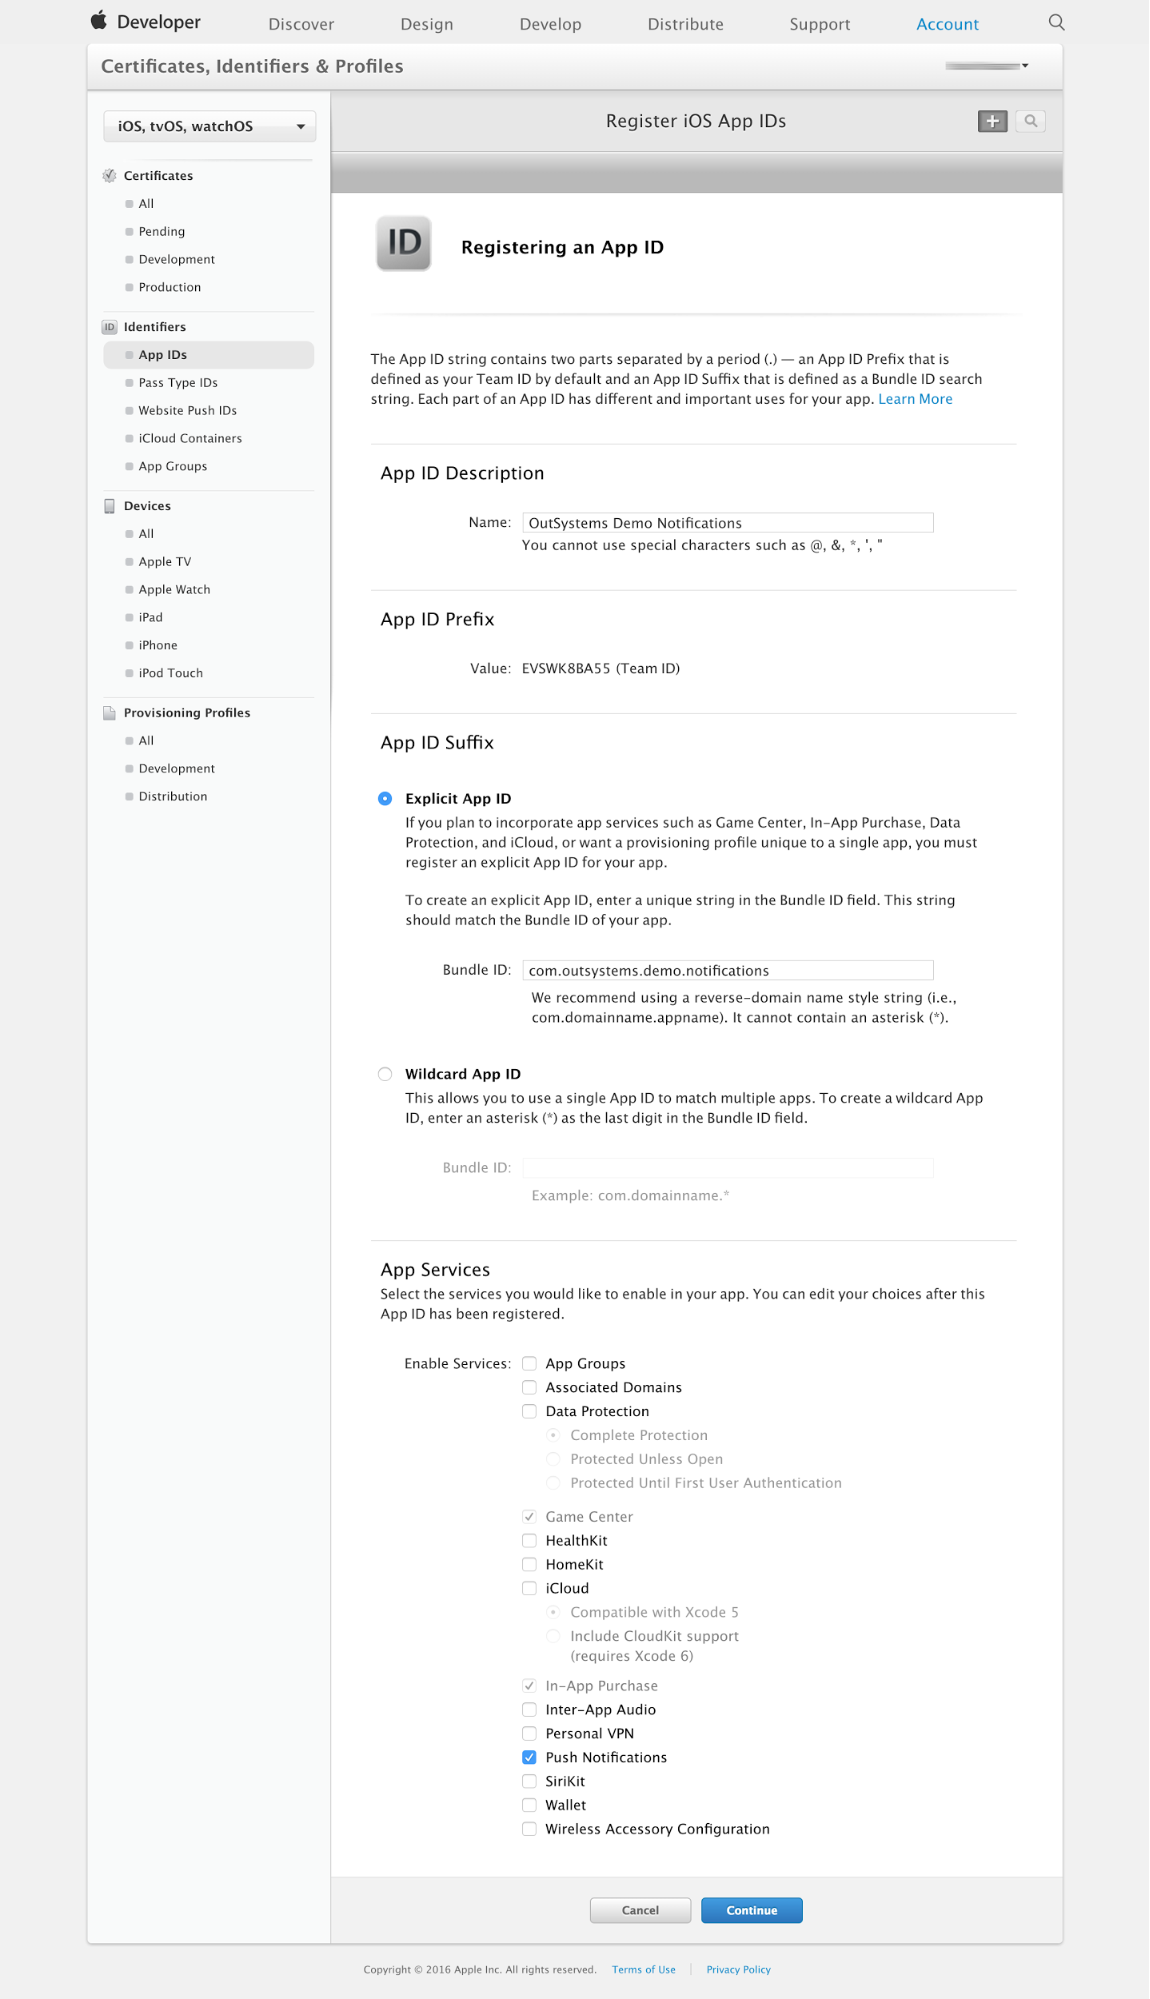 Developer
Discover
Design
Develop
Distribute
Support
Account
Certificates, Identifiers & Profiles
iOS, tvOS, watchOS
Certificates
All
Pending
Development
Production
ID Identifiers
App IDs
Pass Type IDs
Website Push IDs
iCloud Containers
App Groups
Devices
All
Apple TV
Apple Watch
iPad
iPhone
iPod Touch
Provisioning Profiles
All
Development
Distribution
Register iOS App IDs
ID
Registering an App ID
The App ID string contains two parts separated by a period (.) — an App ID Prefix that is
defined as your Team ID by default and an App ID Suffix that is defined as a Bundle ID search
string. Each part of an App ID has different and important uses for your app. Learn More
App ID Description
Name: OutSystems Demo Notifications
You cannot use special characters such as @, &, *, ', "
App ID Prefix
Value: EVSWK8BA55 (Team ID)
App ID Suffix
Explicit App ID
If you plan to incorporate app services such as Game Center, In-App Purchase, Data
Protection, and iCloud, or want a provisioning profile unique to a single app, you must
register an explicit App ID for your app.
To create an explicit App ID, enter a unique string in the Bundle ID field. This string
should match the Bundle ID of your app.
Bundle ID: com.outsystems.demo.notifications
We recommend using a reverse-domain name style string (i.e.,
com.domainname.appname). It cannot contain an asterisk (*).
Wildcard App ID
This allows you to use a single App ID to match multiple apps. To create a wildcard App
ID, enter an asterisk (*) as the last digit in the Bundle ID field.
Bundle ID:
Example: com.domainname.*
App Services
Select the services you would like to enable in your app. You can edit your choices after this
App ID has been registered.
Enable Services: App Groups
Associated Domains
Data Protection
Complete Protection
Protected Unless Open
Protected Until First User Authentication
Game Center
HealthKit
HomeKit
iCloud
Compatible with Xcode 5
Include CloudKit support
(requires Xcode 6)
In-App Purchase
Inter-App Audio
Personal VPN
Push Notifications
SiriKit
Wallet
Wireless Accessory Configuration
Cancel
Continue
Copyright © 2016 Apple Inc. All rights reserved. Terms of Use Privacy Policy